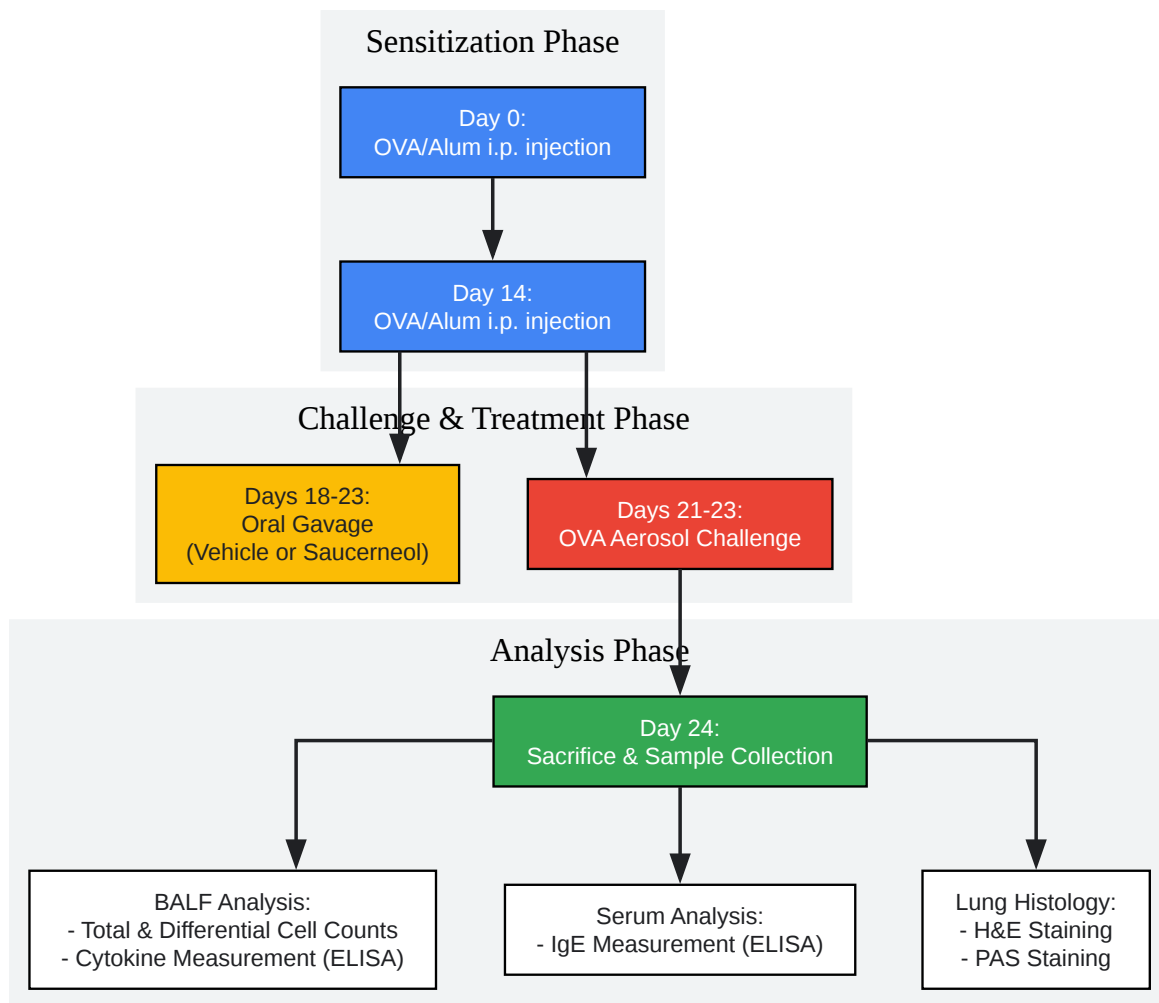 Sensitization Phase
Day 0:
OVA/Alum i.p. injection
Day 14:
OVA/Alum i.p. injection
Challenge & Treatment Phase
Days 18-23:
Oral Gavage
(Vehicle or Saucerneol)
Days 21-23:
OVA Aerosol Challenge
Analysis Phase
Day 24:
Sacrifice & Sample Collection
BALF Analysis:
- Total & Differential Cell Counts
- Cytokine Measurement (ELISA)
Serum Analysis:
- IgE Measurement (ELISA)
Lung Histology:
- H&E Staining
- PAS Staining